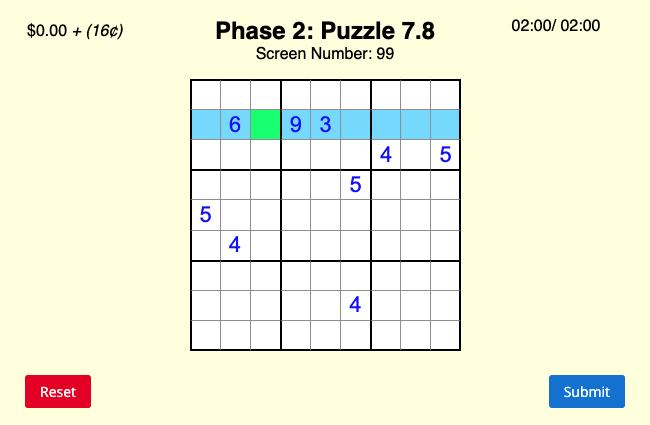 $0.00 + (16¢)
Phase 2: Puzzle 7.8
02:00/ 02:00
Screen Number: 99
6 9 3
4 5
5
5
4
4
Reset
Submit